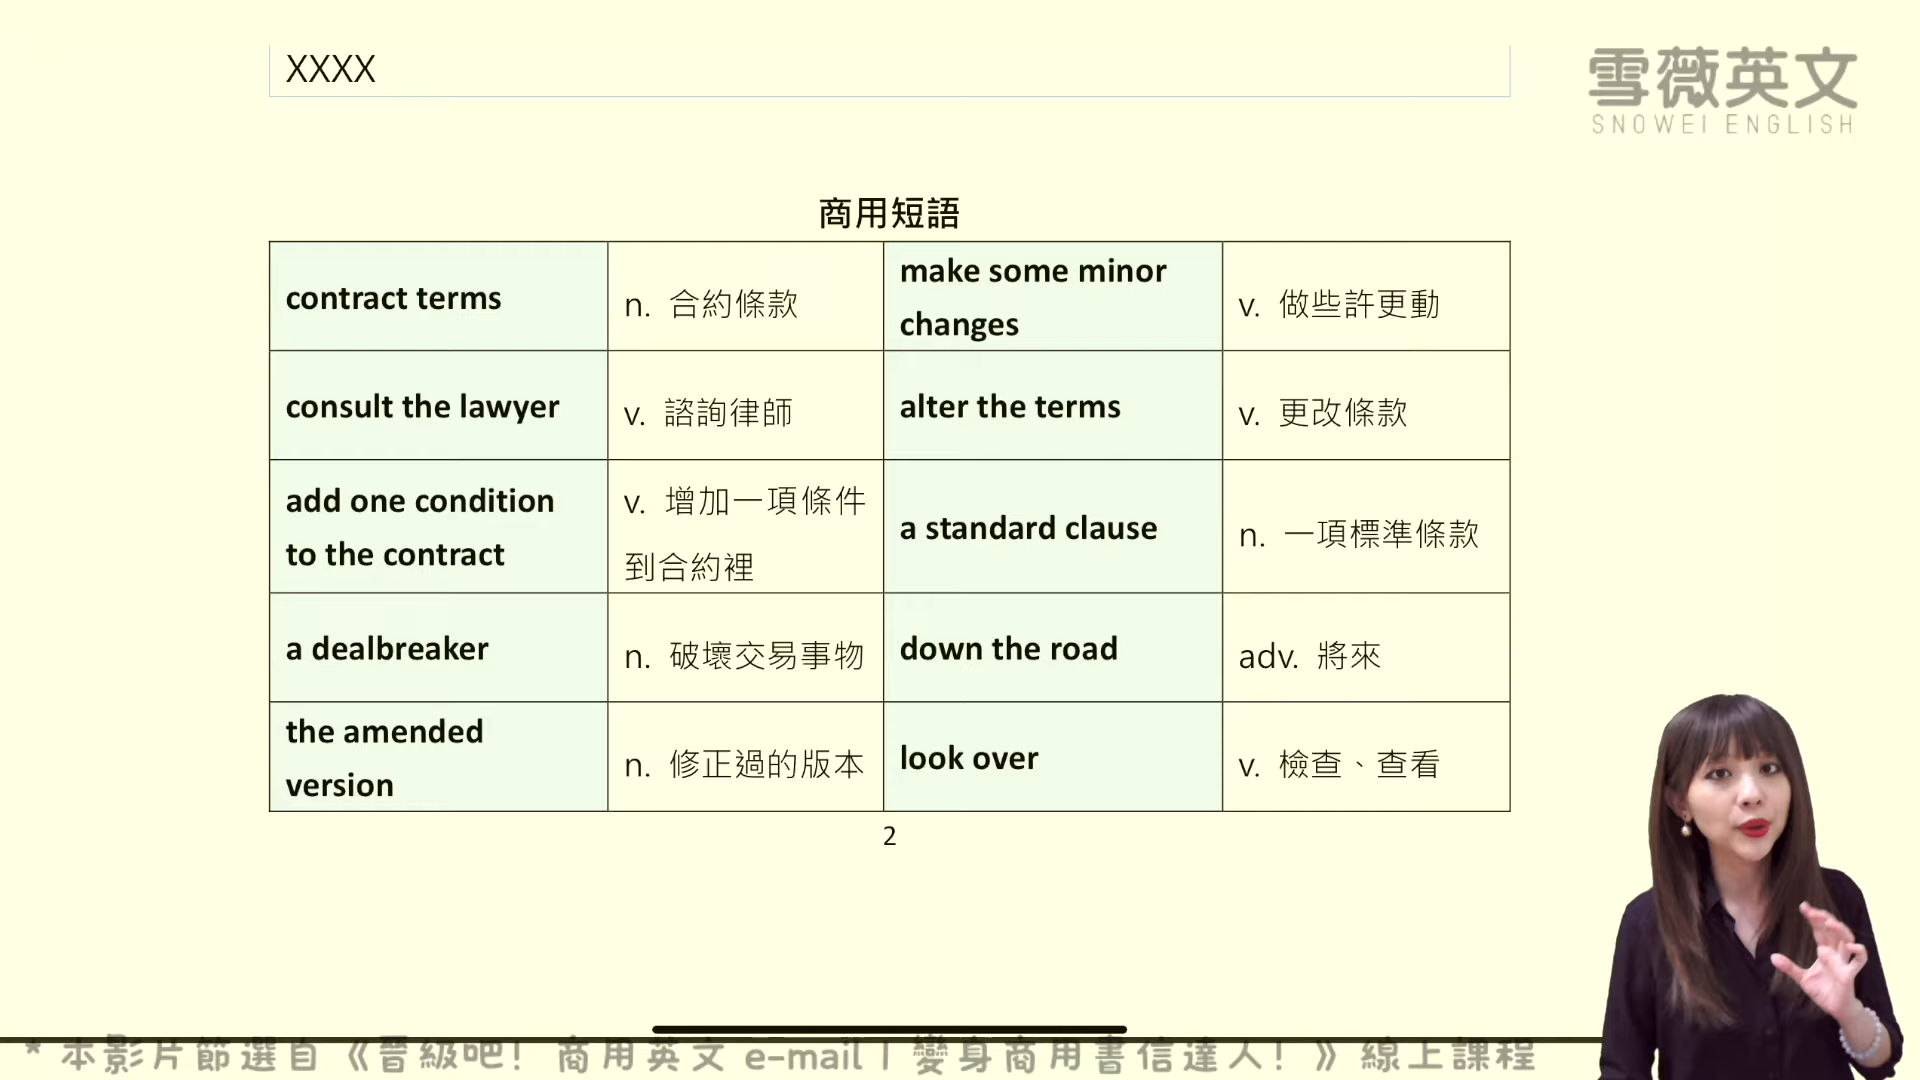 XXXX
雪薇英文
SNOWEI ENGLISH
商用短語
contract terms
n. 合約條款
make some minor
changes
v. 做些許更動
consult the lawyer
v. 諮詢律師
alter the terms
v. 更改條款
add one condition
to the contract
v. 增加一項條件
到合約裡
a standard clause
n. 一項標準條款
a dealbreaker
n. 破壞交易事物
down the road
adv. 將來
the amended
version
n. 修正過的版本
look over
v. 檢查、查看
2
* 本影片節選自《晉級吧！商用英文 e-mail | 變身商用書信達人！》線上課程